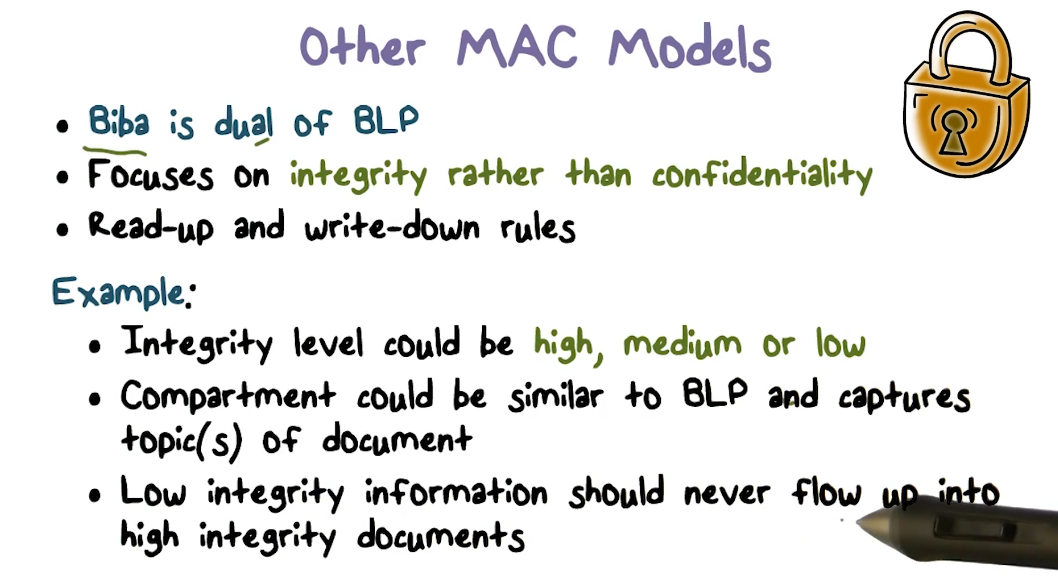 Other MAC Models
• Biba is dual of BLP
• Focuses on integrity rather than confidentiality
• Read-up and write-down rules
Example:
• Integrity level could be high, medium or low
• Compartment could be similar to BLP and captures
topic(s) of document
• Low integrity information should never flow up into
high integrity documents